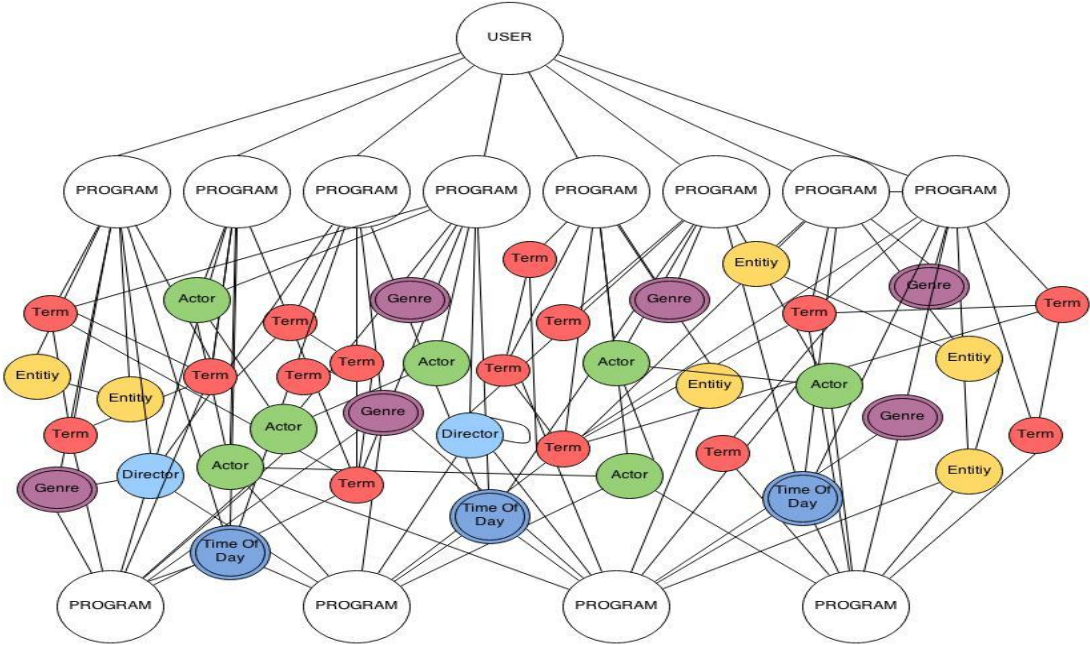 USER
PROGRAM PROGRAM PROGRAM PROGRAM PROGRAM PROGRAM PROGRAM PROGRAM
Term
Entitiy
Genre
Actor
Genre
Genre
Term
Term
Term
Term
Term
Term
Entitiy
Term
Term
Actor
Term
Actor
Entitiy
Term
Actor
Entitiy
Entitiy
Genre
Genre
Actor
Term
Director
Term
Term
Term
Actor
Director
Actor
Entitiy
Genre
Term
Time Of
Day
Time Of
Day
Time Of
Day
PROGRAM PROGRAM PROGRAM PROGRAM